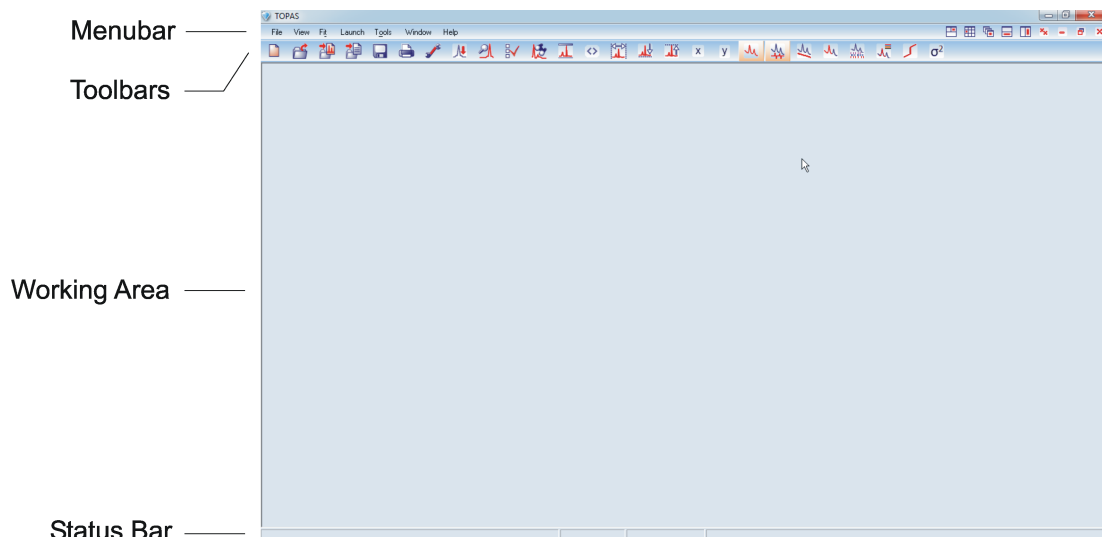 TOPAS
Menubar
File View Fit Launch Tools Window Help
Toolbars
<> x y σ²
Working Area
Status Bar